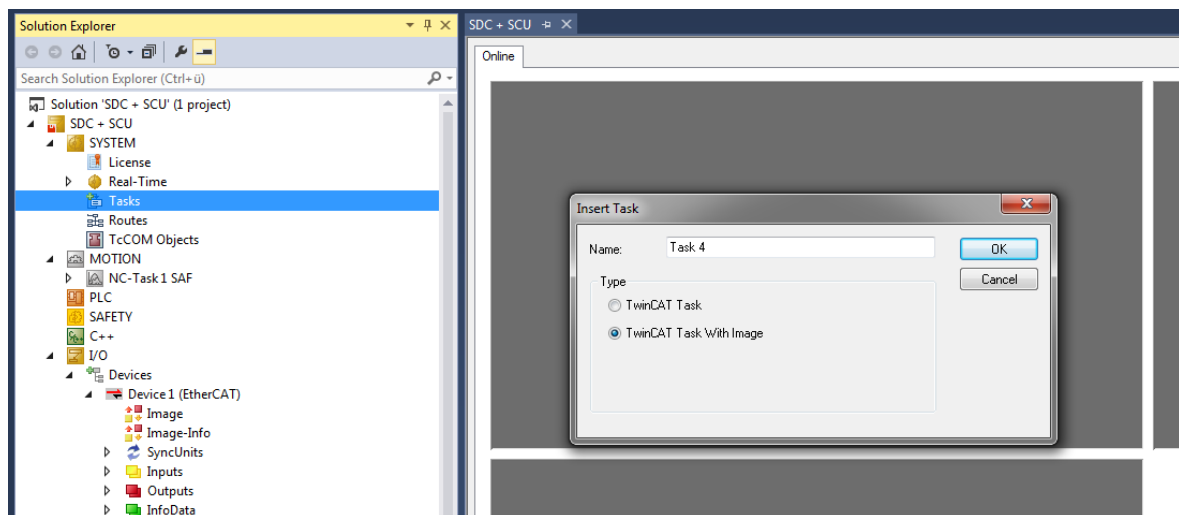 Solution Explorer
Search Solution Explorer (Ctrl+ü)
Solution 'SDC + SCU' (1 project)
SDC + SCU
SYSTEM
License
Real-Time
Tasks
Routes
TcCOM Objects
MOTION
NC-Task 1 SAF
PLC
SAFETY
C++
I/O
Devices
Device 1 (EtherCAT)
Image
Image-Info
SyncUnits
Inputs
Outputs
InfoData
SDC + SCU
Online
Insert Task
Name: Task 4 OK
Cancel
Type
TwinCAT Task
TwinCAT Task With Image